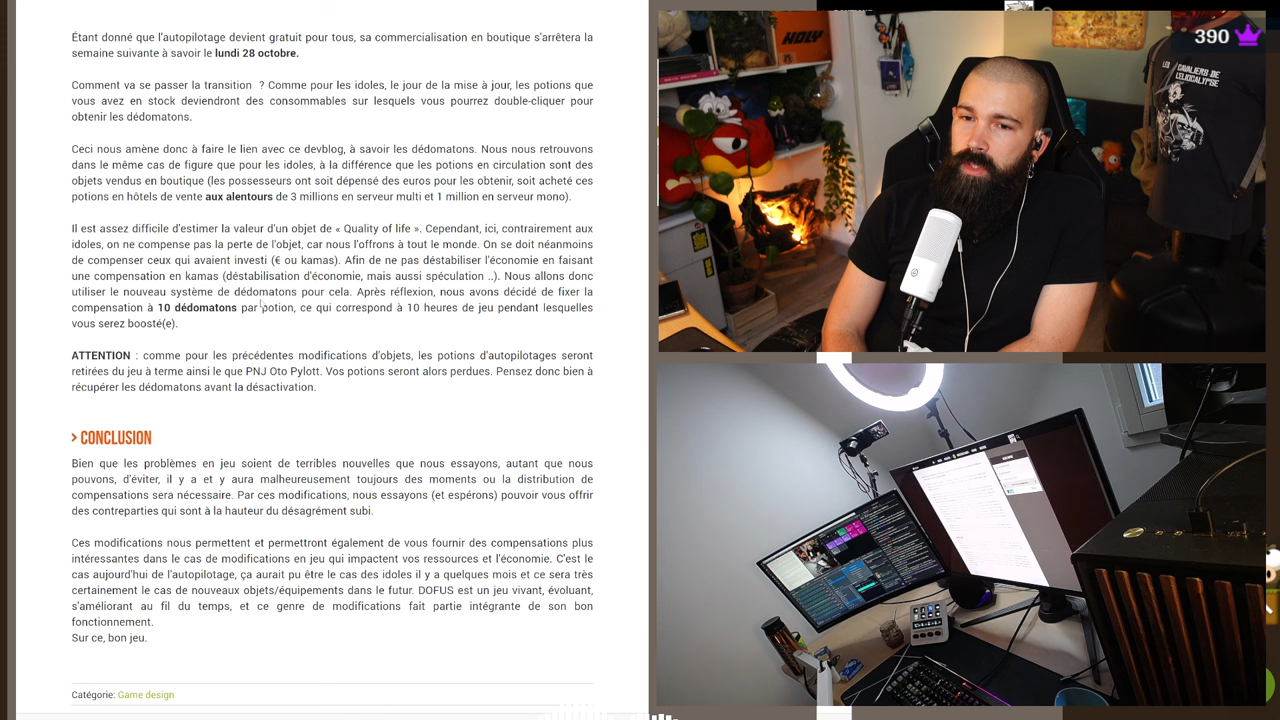 Étant donné que l'autopilotage devient gratuit pour tous, sa commercialisation en boutique s'arrêtera la
semaine suivante à savoir le lundi 28 octobre.
Comment va se passer la transition ? Comme pour les idoles, le jour de la mise à jour, les potions que
vous avez en stock deviendront des consommables sur lesquels vous pourrez double-cliquer pour
obtenir les dédomatons.
Ceci nous amène donc à faire le lien avec ce devblog, à savoir les dédomatons. Nous nous retrouvons
dans le même cas de figure que pour les idoles, à la différence que les potions en circulation sont des
objets vendus en boutique (les possesseurs ont soit dépensé des euros pour les obtenir, soit acheté ces
potions en hôtels de vente aux alentours de 3 millions en serveur multi et 1 million en serveur mono).
Il est assez difficile d'estimer la valeur d'un objet de « Quality of life ». Cependant, ici, contrairement aux
idoles, on ne compense pas la perte de l'objet, car nous l'offrons à tout le monde. On se doit néanmoins
de compenser ceux qui avaient investi (€ ou kamas). Afin de ne pas déstabiliser l'économie en faisant
une compensation en kamas (déstabilisation d'économie, mais aussi spéculation ..). Nous allons donc
utiliser le nouveau système de dédomatons pour cela. Après réflexion, nous avons décidé de fixer la
compensation à 10 dédomatons par potion, ce qui correspond à 10 heures de jeu pendant lesquelles
vous serez boosté(e).
ATTENTION : comme pour les précédentes modifications d'objets, les potions d'autopilotages seront
retirées du jeu à terme ainsi le que PNJ Oto Pylott. Vos potions seront alors perdues. Pensez donc bien à
récupérer les dédomatons avant la désactivation.
> CONCLUSION
Bien que les problèmes en jeu soient de terribles nouvelles que nous essayons, autant que nous
pouvons, d'éviter, il y a et y aura malheureusement toujours des moments ou la distribution de
compensations sera nécessaire. Par ces modifications, nous essayons (et espérons) pouvoir vous offrir
des contreparties qui sont à la hauteur du désagrément subi.
Ces modifications nous permettent et permettront également de vous fournir des compensations plus
interessantes dans le cas de modifications en jeu qui impactent vos ressources et l'économie. C'est le
cas aujourd'hui de l'autopilotage, ça aurait pu être le cas des idoles il y a quelques mois et ce sera très
certainement le cas de nouveaux objets/équipements dans le futur. DOFUS est un jeu vivant, évoluant,
s'améliorant au fil du temps, et ce genre de modifications fait partie intégrante de son bon
fonctionnement.
Sur ce, bon jeu.
Catégorie: Game design
HOLY
390
CAVALIERS DE